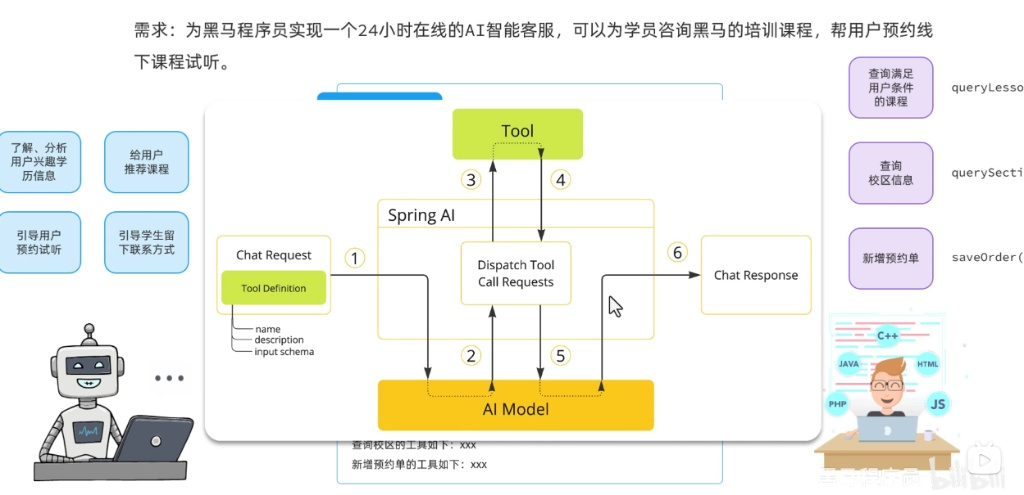 需求：为黑马程序员实现一个24小时在线的AI智能客服，可以为学员咨询黑马的培训课程，帮用户预约线
下课程试听。
了解、分析
用户兴趣学
历信息
给用户
推荐课程
引导用户
预约试听
引导学生留
下联系方式
Tool
3
4
Spring AI
Chat Request
Tool Definition
name
description
input schema
1
Dispatch Tool
Call Requests
6
Chat Response
2
5
AI Model
查询校区的工具如下：xxx
新增预约单的工具如下：xxx
查询满足
用户条件
的课程
queryLesso
查询
校区信息
querySecti
新增预约单
saveOrder(
C++
JAVA
HTML
PHP
JS
bilibili